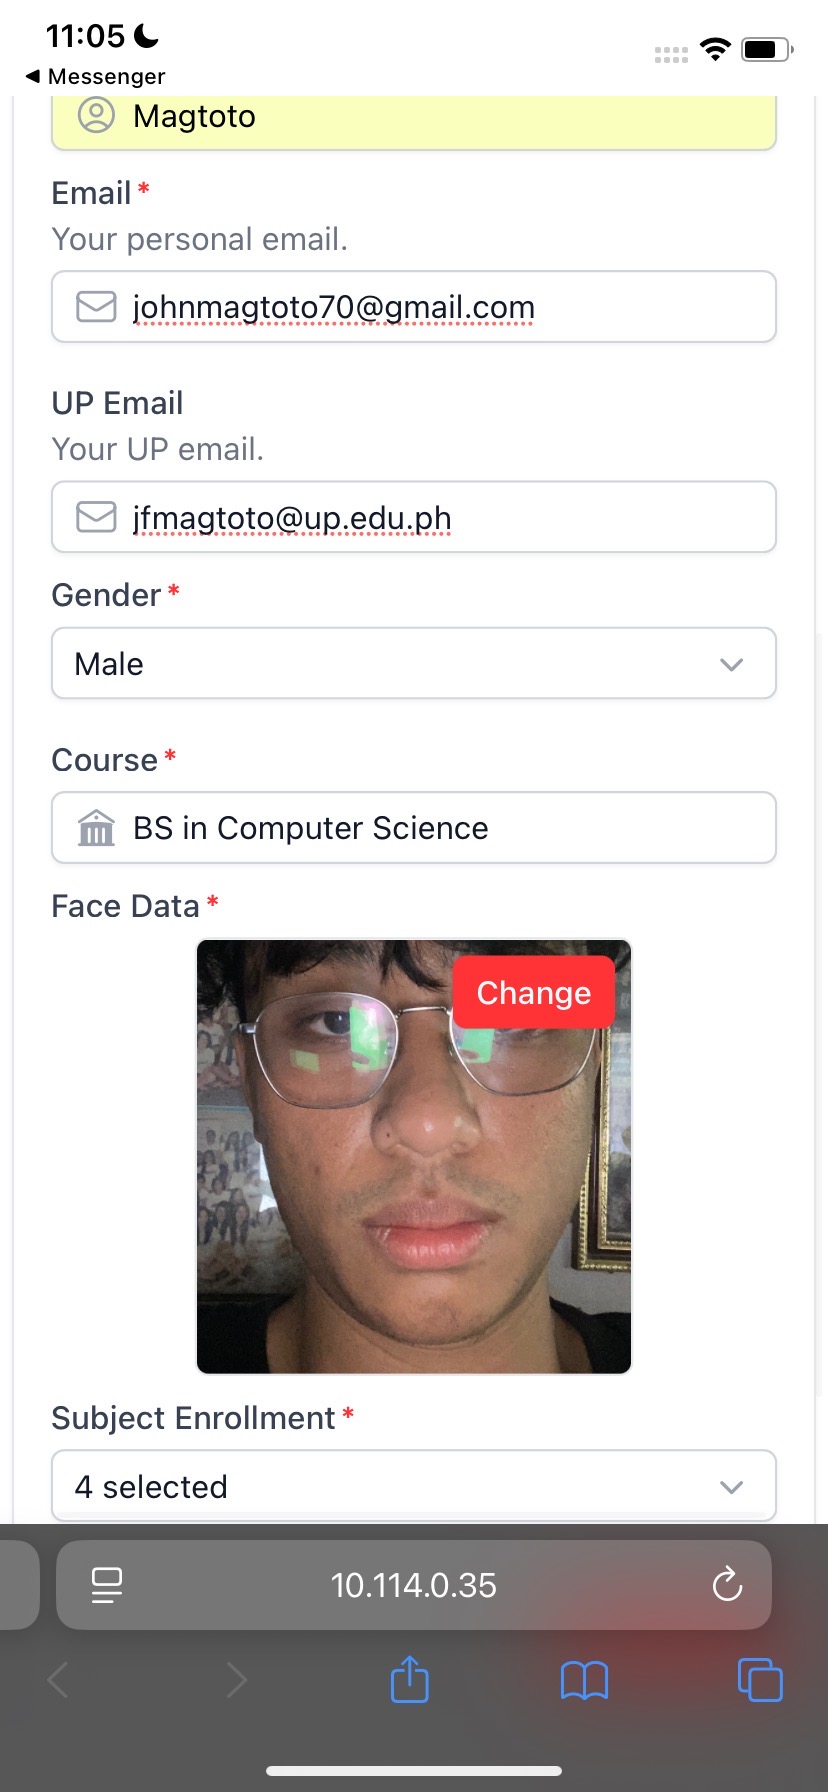 11:05
Messenger
Magtoto
Email*
Your personal email.
johnmagtoto70@gmail.com
UP Email
Your UP email.
jfmagtoto@up.edu.ph
Gender*
Male
Course*
BS in Computer Science
Face Data*
Change
Subject Enrollment*
4 selected
10.114.0.35